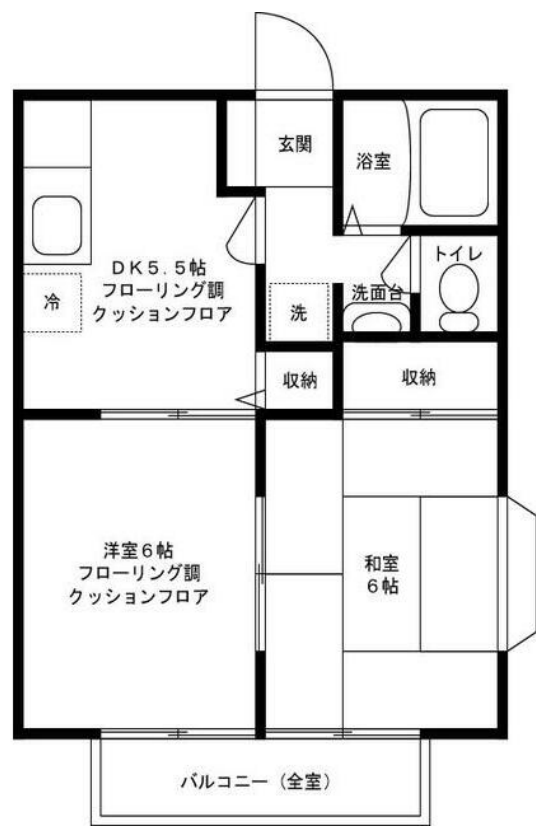 玄関
浴室
トイレ
DK5.5帖
フローリング調
クッションフロア
冷
洗
洗面台
収納
収納
洋室6帖
フローリング調
クッションフロア
和室
6帖
バルコニー（全室）